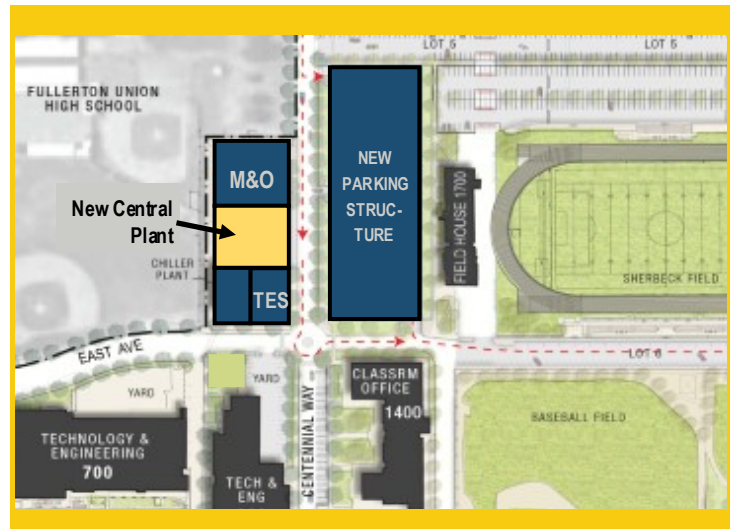 LOT 5
LOT 5
FULLERTON UNION
HIGH SCHOOL
M&O
NEW
PARKING
STRUC-
TURE
New Central
Plant
FIELD HOUSE 1700
CHILLER
PLANT
TES
SHERBECK FIELD
EAST AVE
LOT 6
YARD
YARD
CLASSRM
OFFICE
1400
CENTENNIAL WAY
BASEBALL FIELD
TECHNOLOGY &
ENGINEERING
700
TECH &
ENG